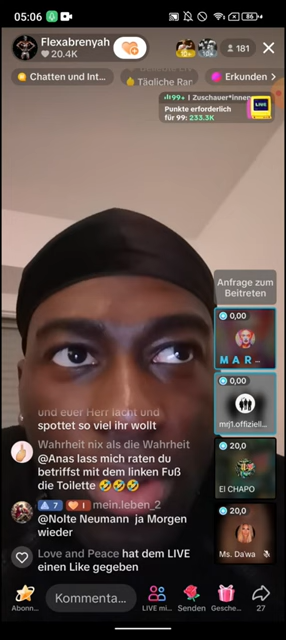 05:06
86
Flexabrenyah
20.4K
181
Chatten und Int...
Tägliche Ran
Erkunden >
99+ | Zuschauer*innen
Punkte erforderlich
für 99: 233.3K
LIVE
Anfrage zum
Beitreten
0,00
M A R _
0,00
mrj1.offiziell...
20,0
El CHAPO
20,0
Ms. Da'wa
und euer Herr lacht und
spottet so viel ihr wollt
Wahrheit nix als die Wahrheit
@Anas lass mich raten du
betriffst mit dem linken Fuß
die Toilette 🤣🤣🤣
7 1 mein.leben_2
@Nolte Neumann ja Morgen
wieder
Love and Peace hat dem LIVE
einen Like gegeben
Abonn...
Kommenta...
LIVE mi...
Senden
Gesche...
27